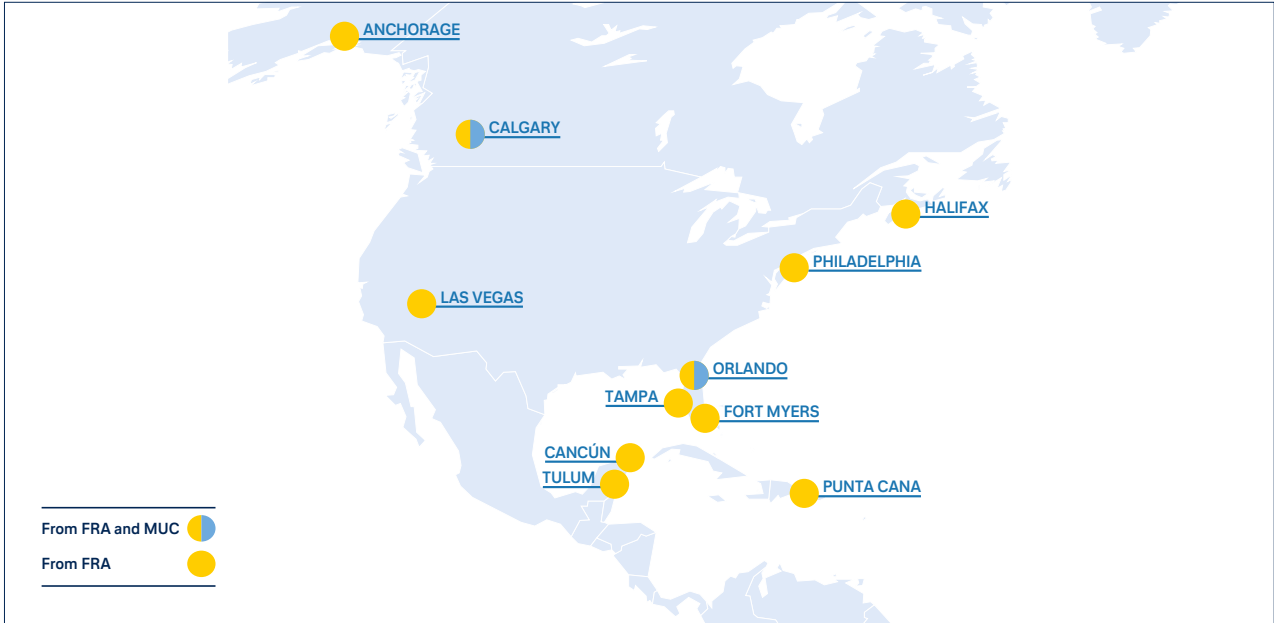 ANCHORAGE
CALGARY
HALIFAX
PHILADELPHIA
LAS VEGAS
ORLANDO
TAMPA
FORT MYERS
CANCÚN
TULUM
PUNTA CANA
From FRA and MUC
From FRA